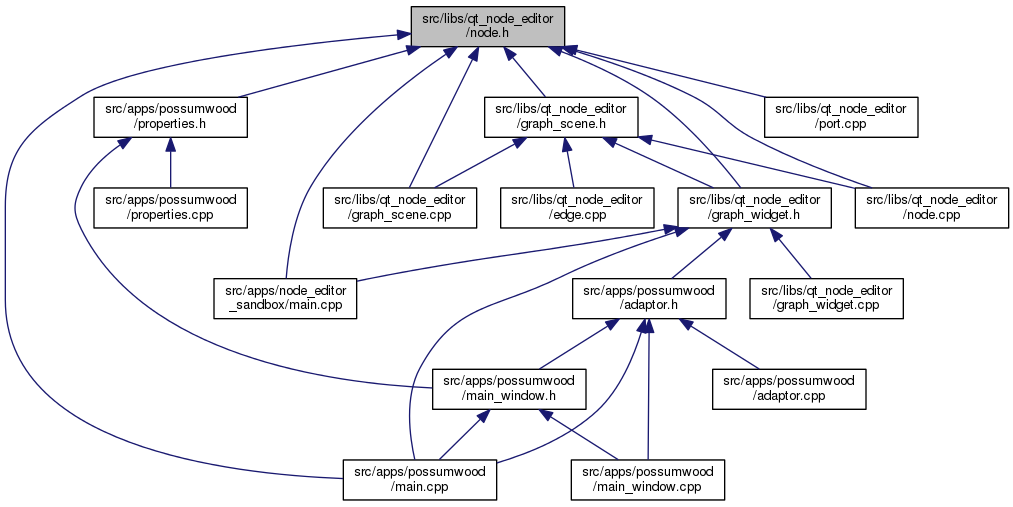 src/libs/qt_node_editor
/node.h
src/apps/possumwood
/properties.h
src/libs/qt_node_editor
/graph_scene.h
src/libs/qt_node_editor
/port.cpp
src/apps/possumwood
/properties.cpp
src/libs/qt_node_editor
/graph_scene.cpp
src/libs/qt_node_editor
/edge.cpp
src/libs/qt_node_editor
/graph_widget.h
src/libs/qt_node_editor
/node.cpp
src/apps/node_editor
_sandbox/main.cpp
src/apps/possumwood
/adaptor.h
src/libs/qt_node_editor
/graph_widget.cpp
src/apps/possumwood
/main_window.h
src/apps/possumwood
/adaptor.cpp
src/apps/possumwood
/main.cpp
src/apps/possumwood
/main_window.cpp